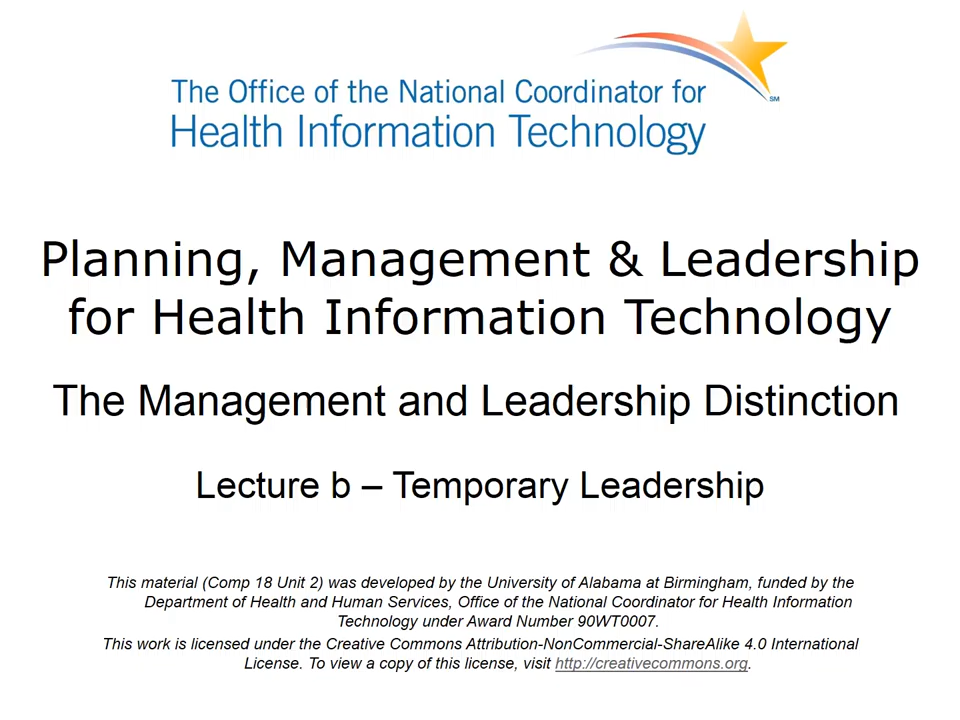 The Office of the National Coordinator for
Health Information Technology
SM
Planning, Management & Leadership
for Health Information Technology
The Management and Leadership Distinction
Lecture b – Temporary Leadership
This material (Comp 18 Unit 2) was developed by the University of Alabama at Birmingham, funded by the
Department of Health and Human Services, Office of the National Coordinator for Health Information
Technology under Award Number 90WT0007.
This work is licensed under the Creative Commons Attribution-NonCommercial-ShareAlike 4.0 International
License. To view a copy of this license, visit http://creativecommons.org.